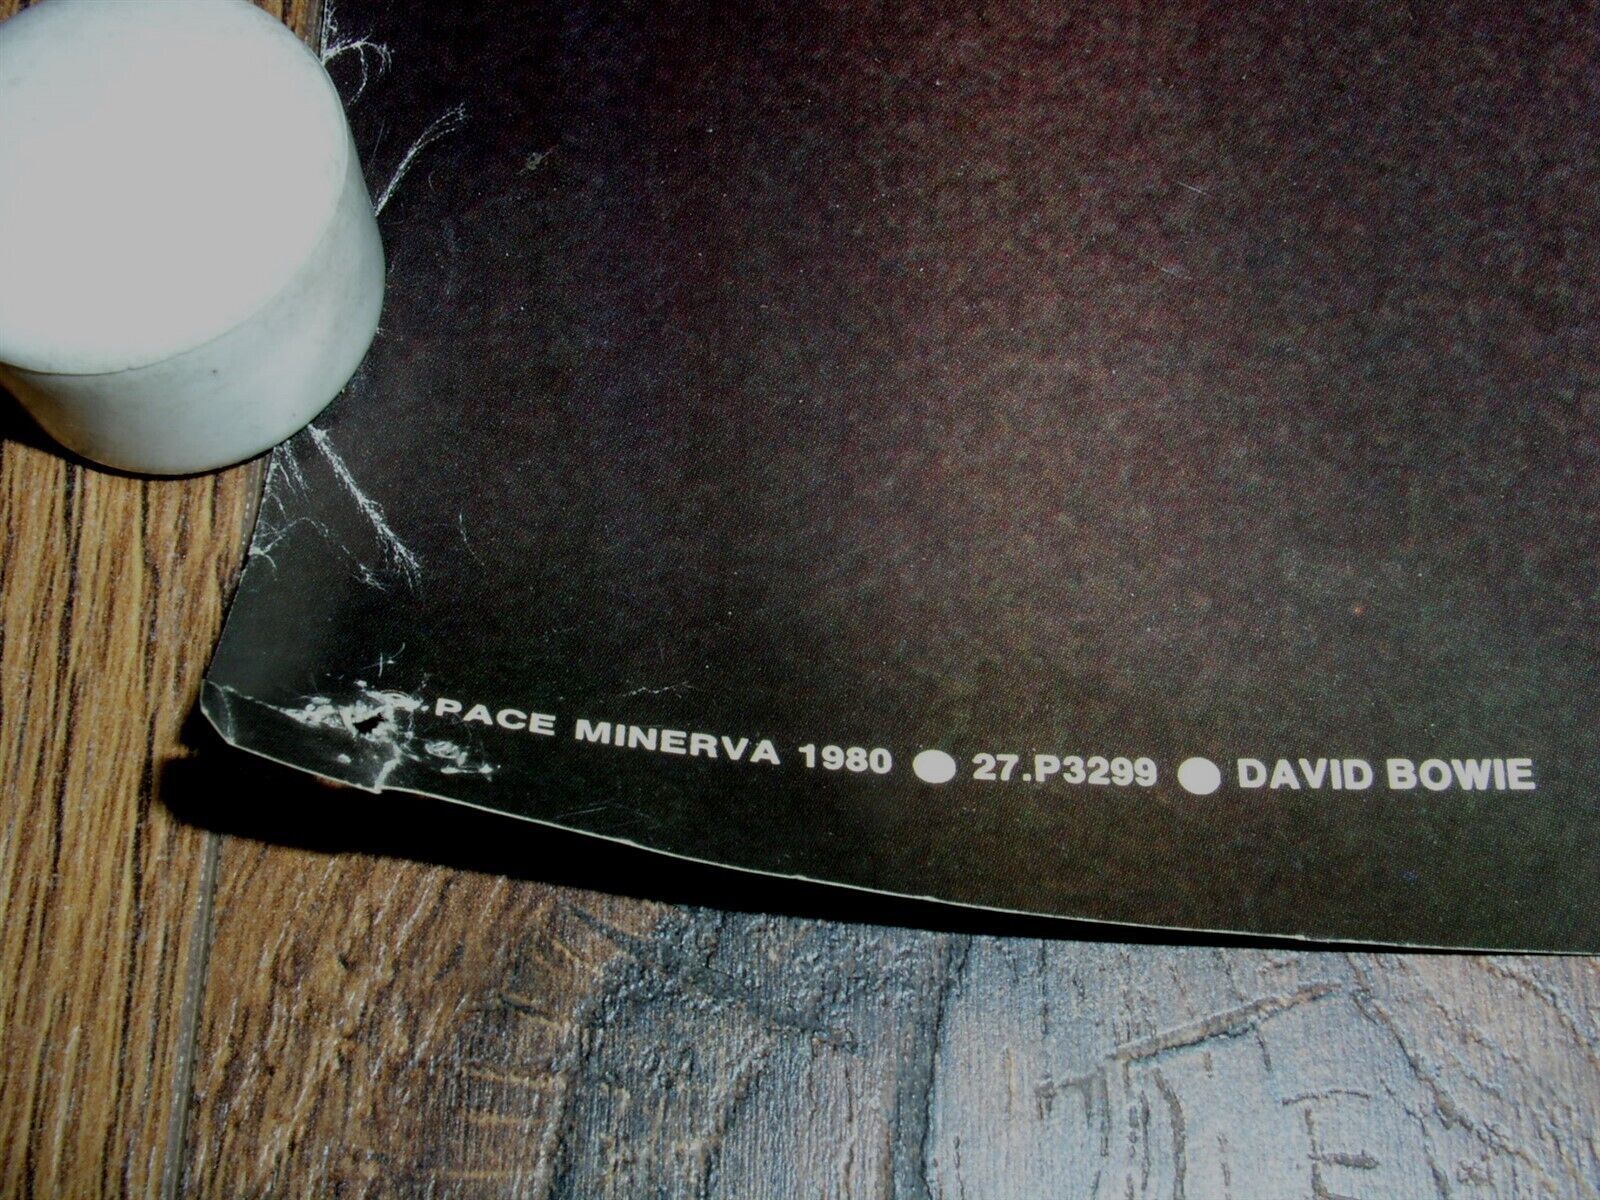 PACE MINERVA 1980 ● 27.P3299 ● DAVID BOWIE